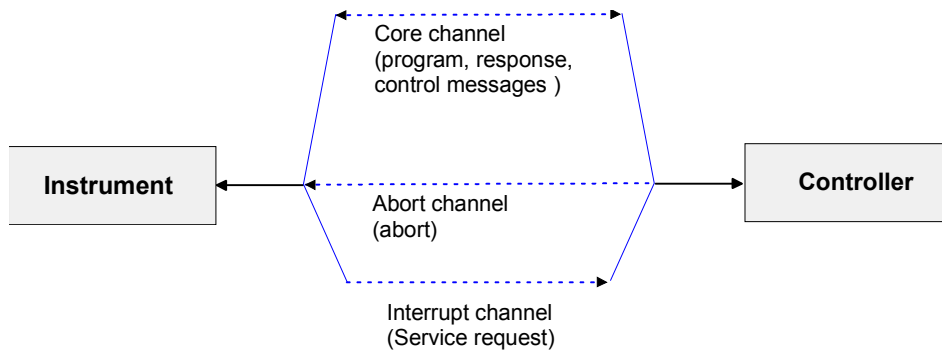 Core channel
(program, response,
control messages )
Instrument
Controller
Abort channel
(abort)
Interrupt channel
(Service request)